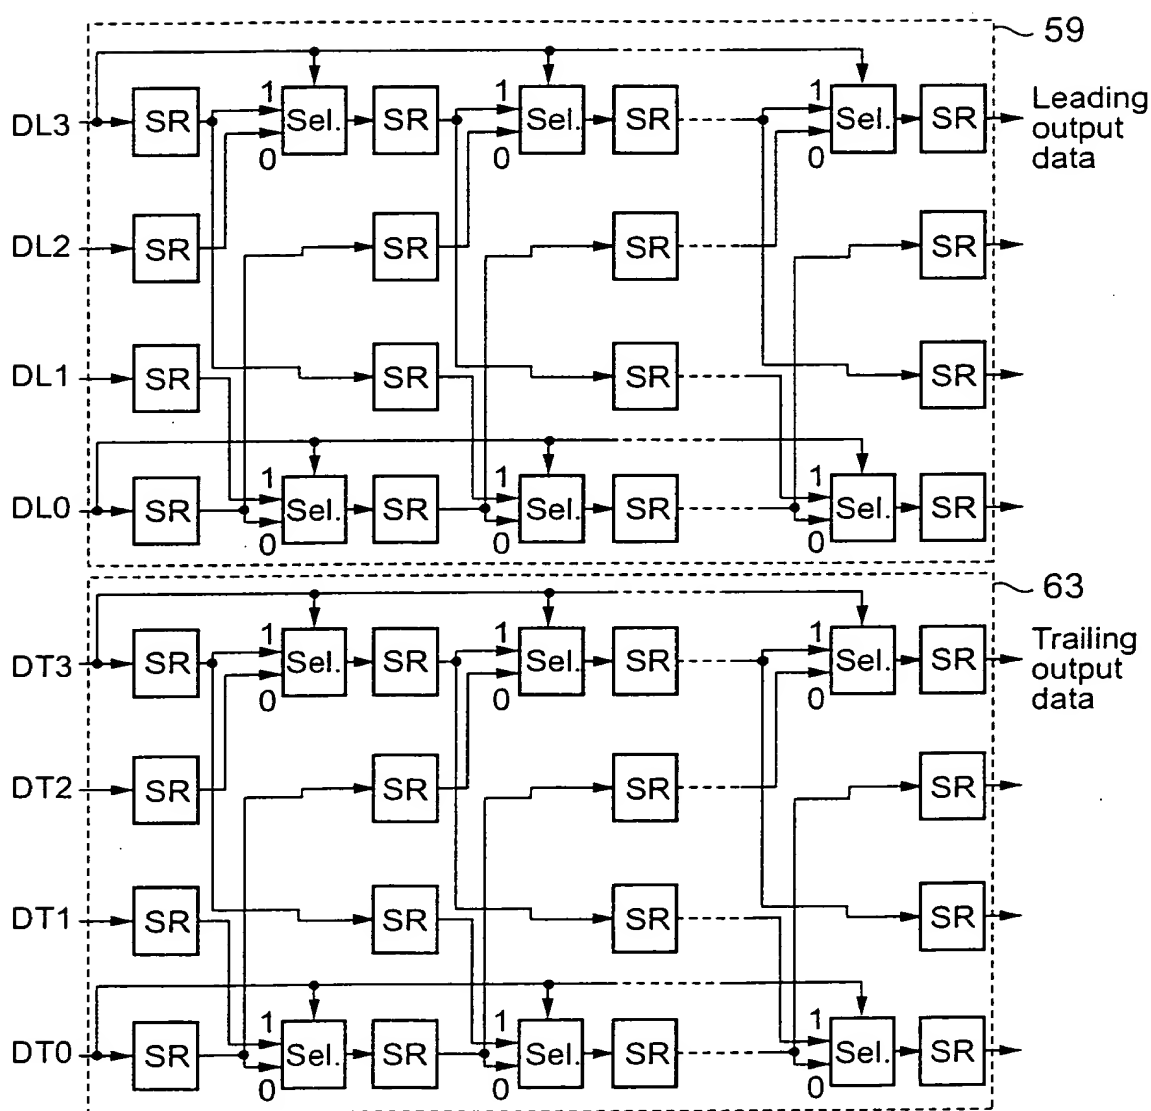 59
1 1 1
DL3 SR Sel. SR Sel. SR Sel. SR Leading
output
data
0 0 0
DL2 SR SR SR SR
DL1 SR SR SR SR
1 1 1
DL0 SR Sel. SR Sel. SR Sel. SR
0 0 0
63
1 1 1
DT3 SR Sel. SR Sel. SR Sel. SR Trailing
output
data
0 0 0
DT2 SR SR SR SR
DT1 SR SR SR SR
1 1 1
DT0 SR Sel. SR Sel. SR Sel. SR
0 0 0